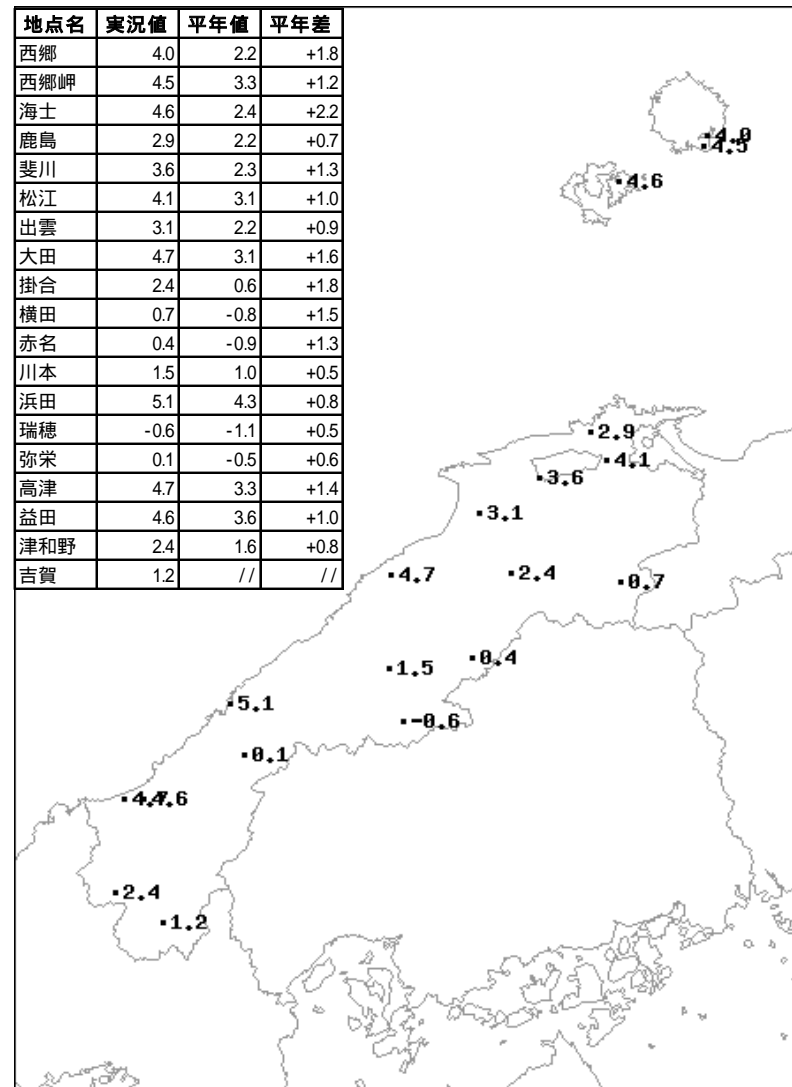 地点名 実況値 平年値 平年差
西郷 4.0 2.2 +1.8
西郷岬 4.5 3.3 +1.2
海士 4.6 2.4 +2.2
鹿島 2.9 2.2 +0.7
斐川 3.6 2.3 +1.3
松江 4.1 3.1 +1.0
出雲 3.1 2.2 +0.9
大田 4.7 3.1 +1.6
掛合 2.4 0.6 +1.8
横田 0.7 -0.8 +1.5
赤名 0.4 -0.9 +1.3
川本 1.5 1.0 +0.5
浜田 5.1 4.3 +0.8
瑞穂 -0.6 -1.1 +0.5
弥栄 0.1 -0.5 +0.6
高津 4.7 3.3 +1.4
益田 4.6 3.6 +1.0
津和野 2.4 1.6 +0.8
吉賀 1.2 // //
4.0
4.5
4.6
2.9
4.1
3.6
3.1
4.7 2.4 0.7
0.4
1.5
5.1
-0.6
0.1
4.7 4.6
2.4
1.2